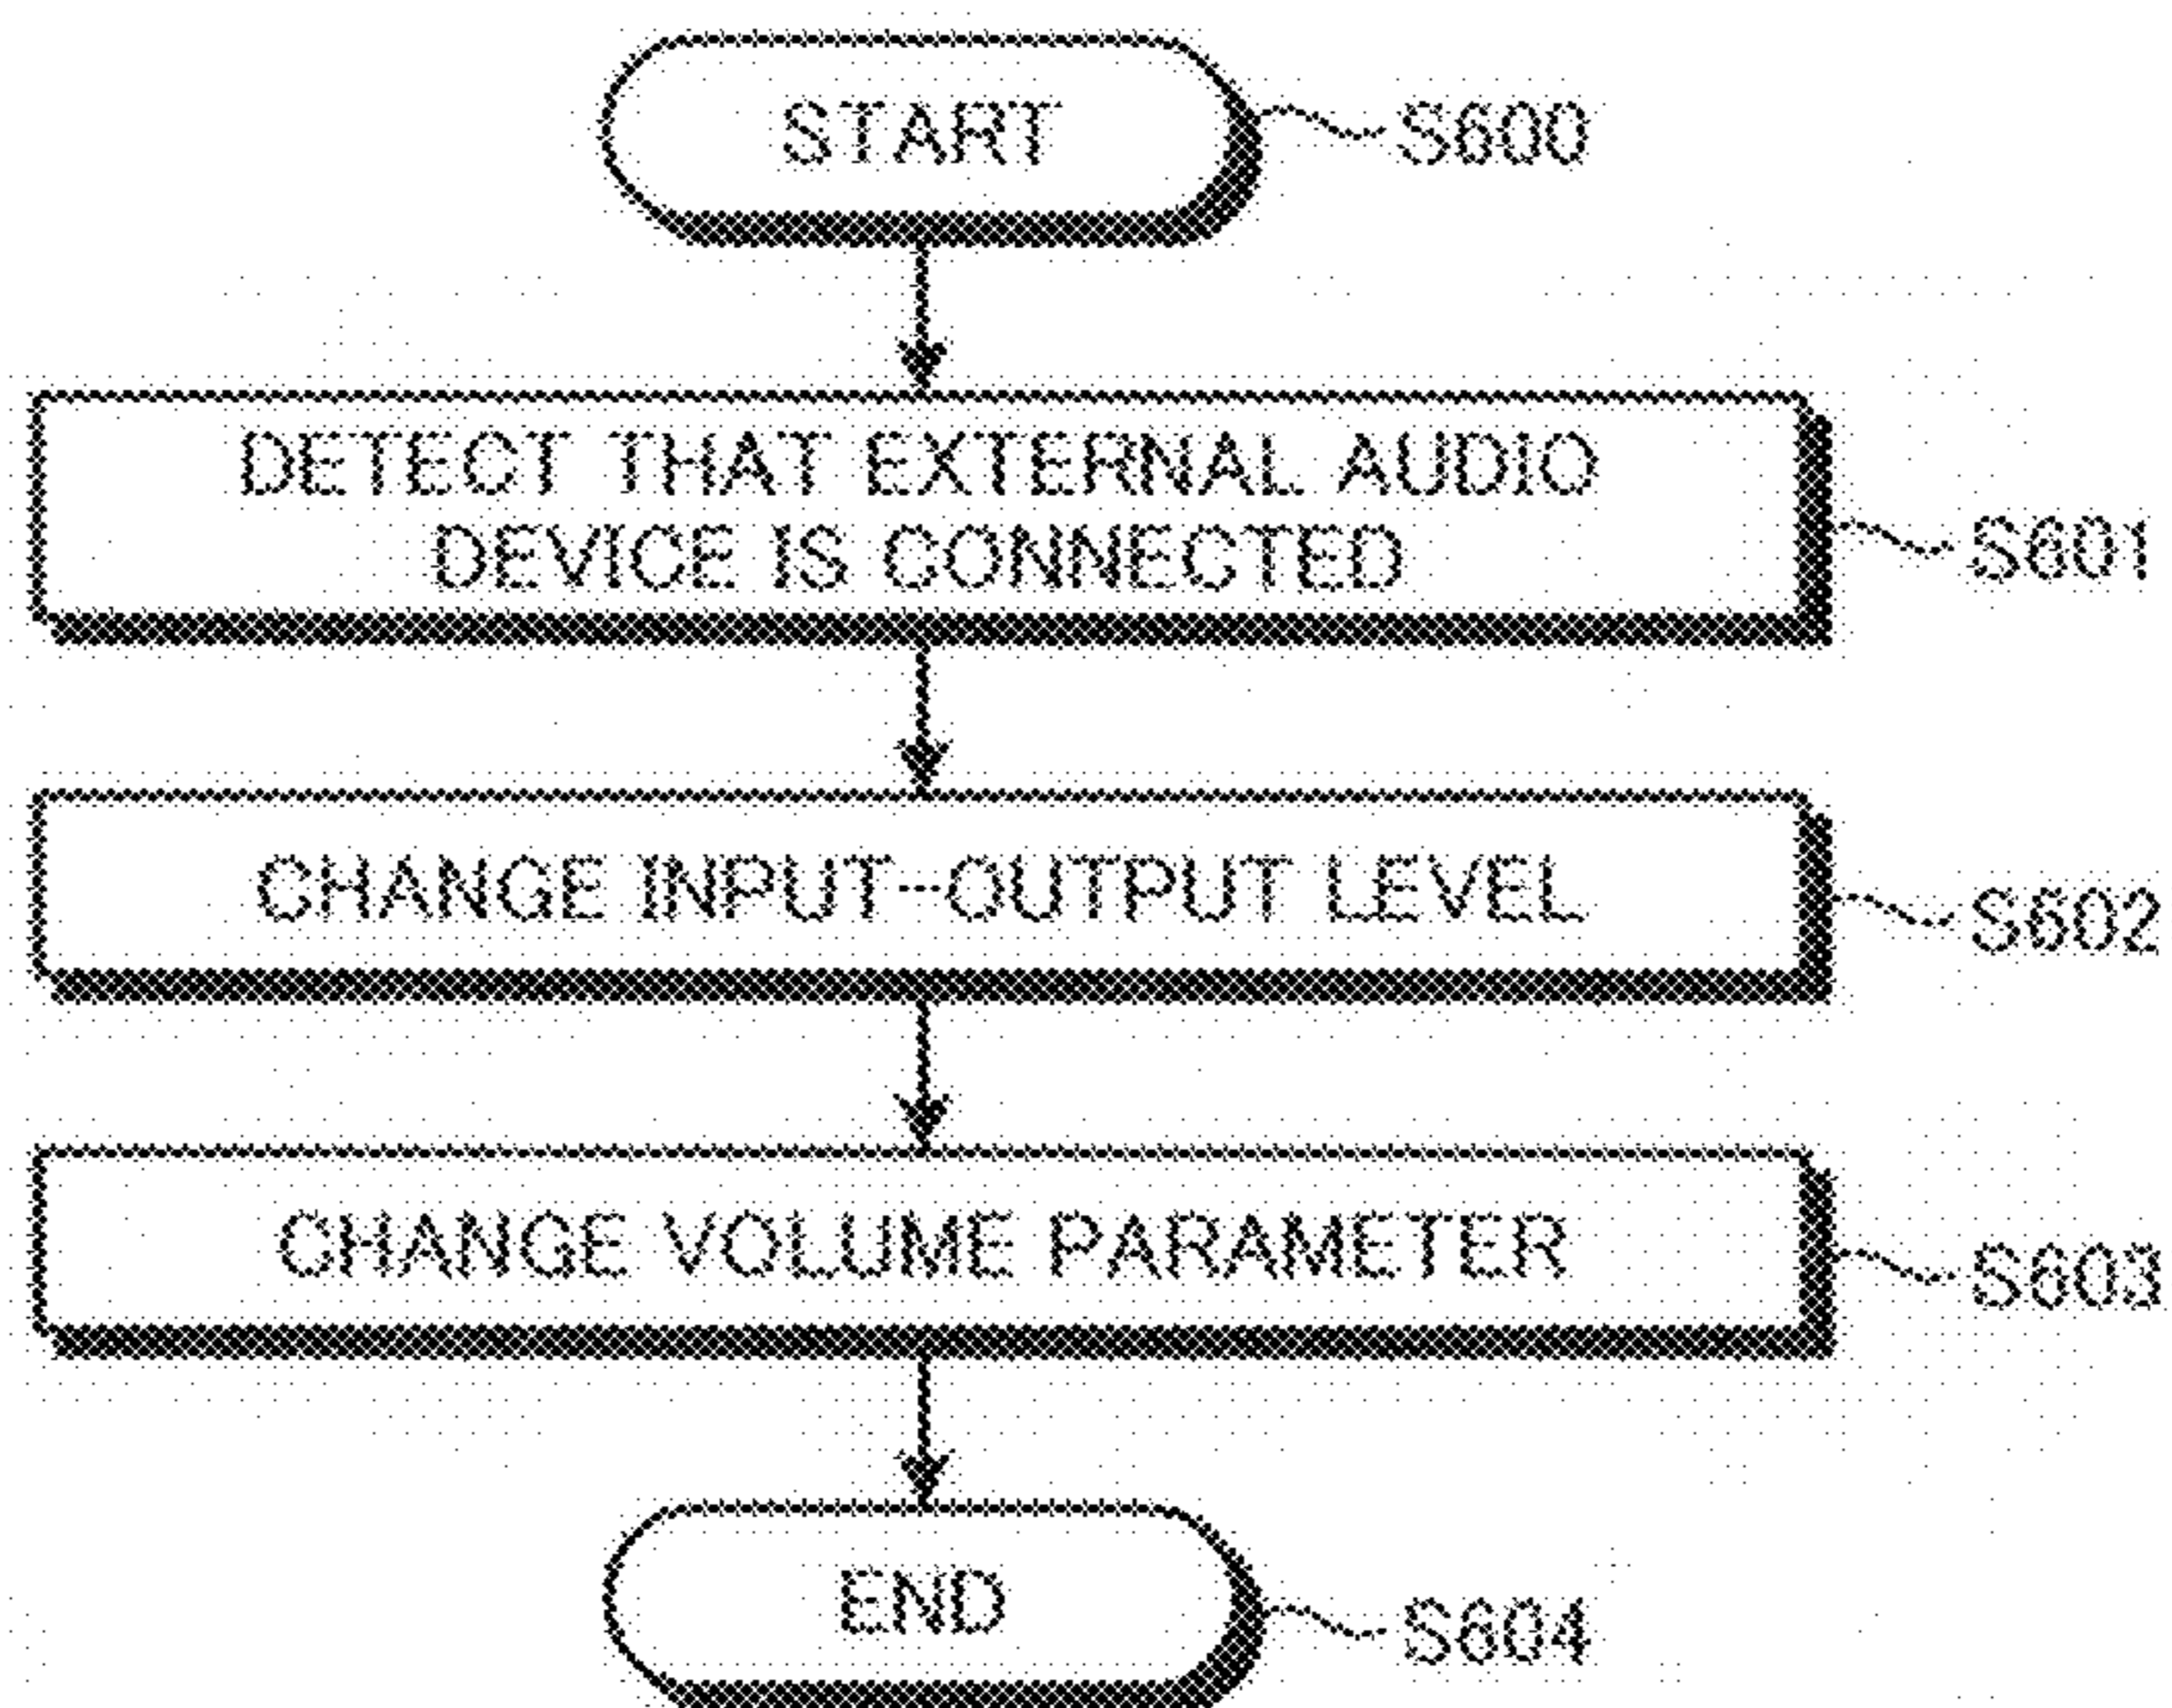 START
S600
DETECT THAT EXTERNAL AUDIO
DEVICE IS CONNECTED
S601
CHANGE INPUT-OUTPUT LEVEL
S602
CHANGE VOLUME PARAMETER
S603
END
S604